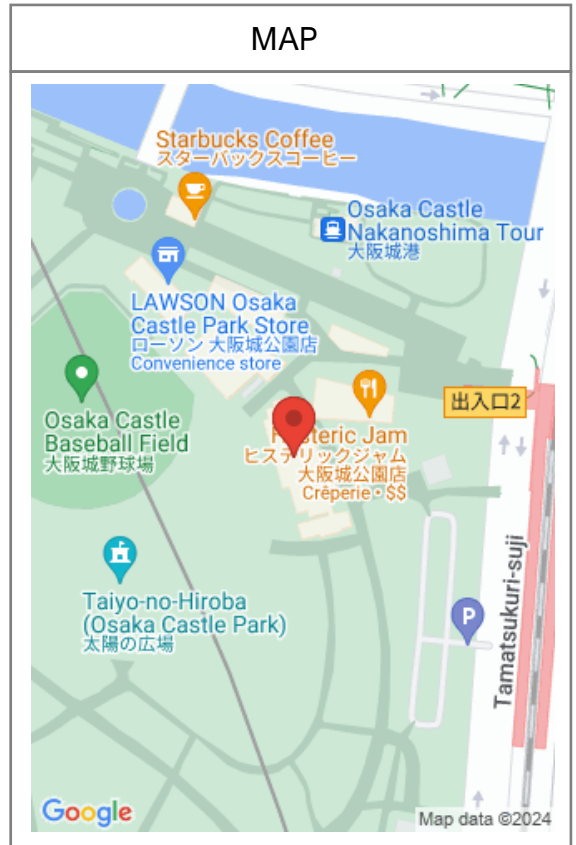 MAP
Starbucks Coffee
スターバックスコーヒー
Osaka Castle
Nakanoshima Tour
大阪城港
LAWSON Osaka
Castle Park Store
ローソン 大阪城公園店
Convenience store
出入口2
Osaka Castle
Baseball Field
大阪城野球場
teric Jam
ヒステリックジャム
大阪城公園店
Crêperie・$$
Taiyo-no-Hiroba
(Osaka Castle Park)
太陽の広場
P
Tamatsukuri-suji
Google
Map data ©2024